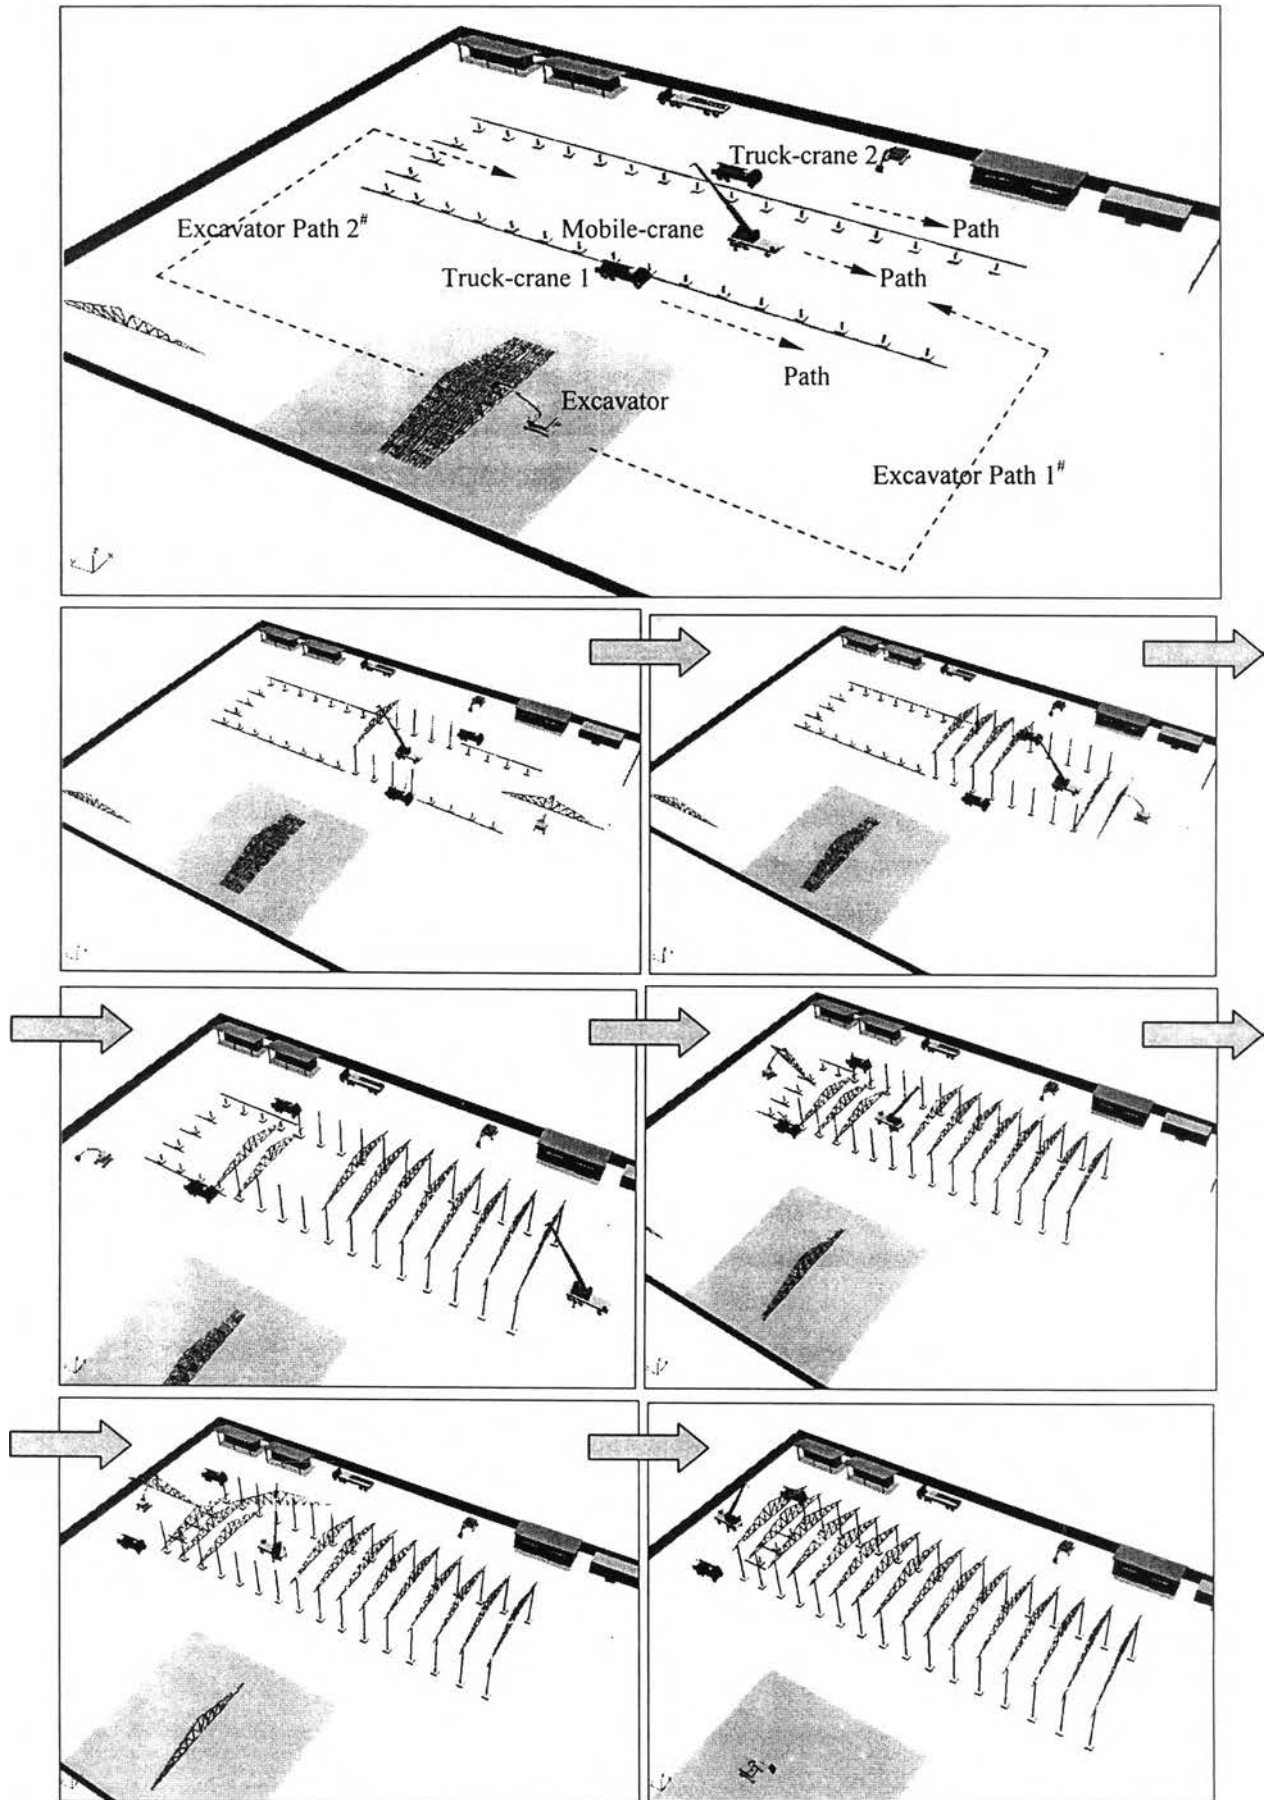 Truck-crane 2
Path
Excavator Path 2#
Mobile-crane
Truck-crane 1
Path
Path
Excavator
Excavator Path 1#